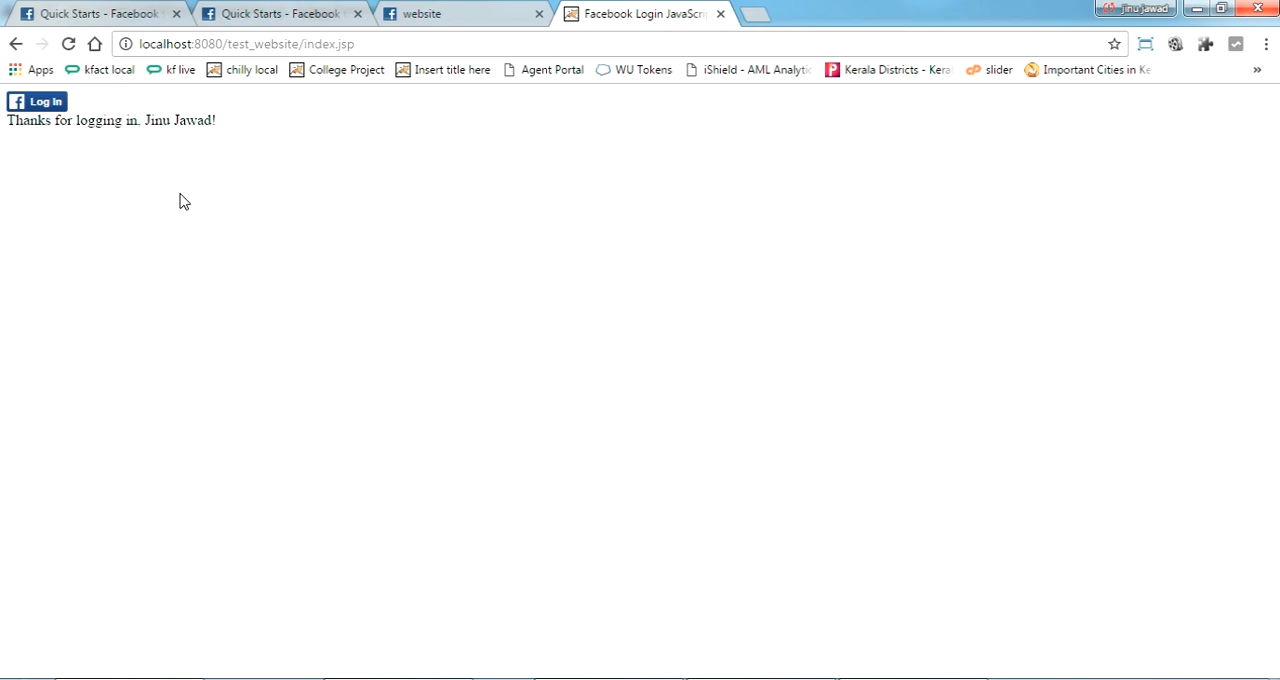 Quick Starts - Facebook
Quick Starts - Facebook
website
Facebook Login JavaScri
jinu jawad
localhost:8080/test_website/index.jsp
Apps
kfact local
kf live
chilly local
College Project
Insert title here
Agent Portal
WU Tokens
iShield - AML Analytic
Kerala Districts - Kera
slider
Important Cities in Ke
»
Log In
Thanks for logging in, Jinu Jawad!